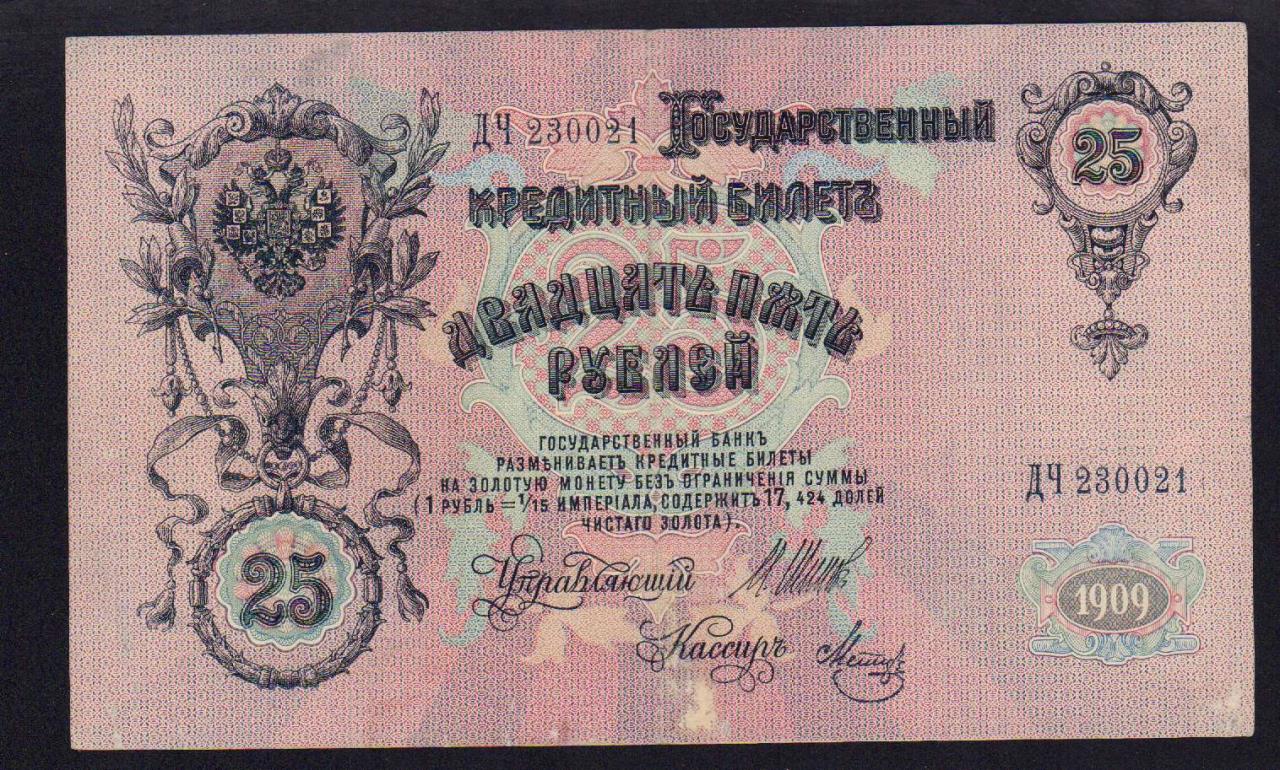 ДЧ 230021 Государственный
кредитный билетъ
25
двадцать пять
рублей
Государственный Банкъ
размѣниваетъ кредитные билеты
на золотую монету безъ ограниченія суммы
(1 рубль = 1/15 имперіала, содержитъ 17,424 долей
чистаго золота).
ДЧ 230021
Управляющій
25
1909
Кассиръ